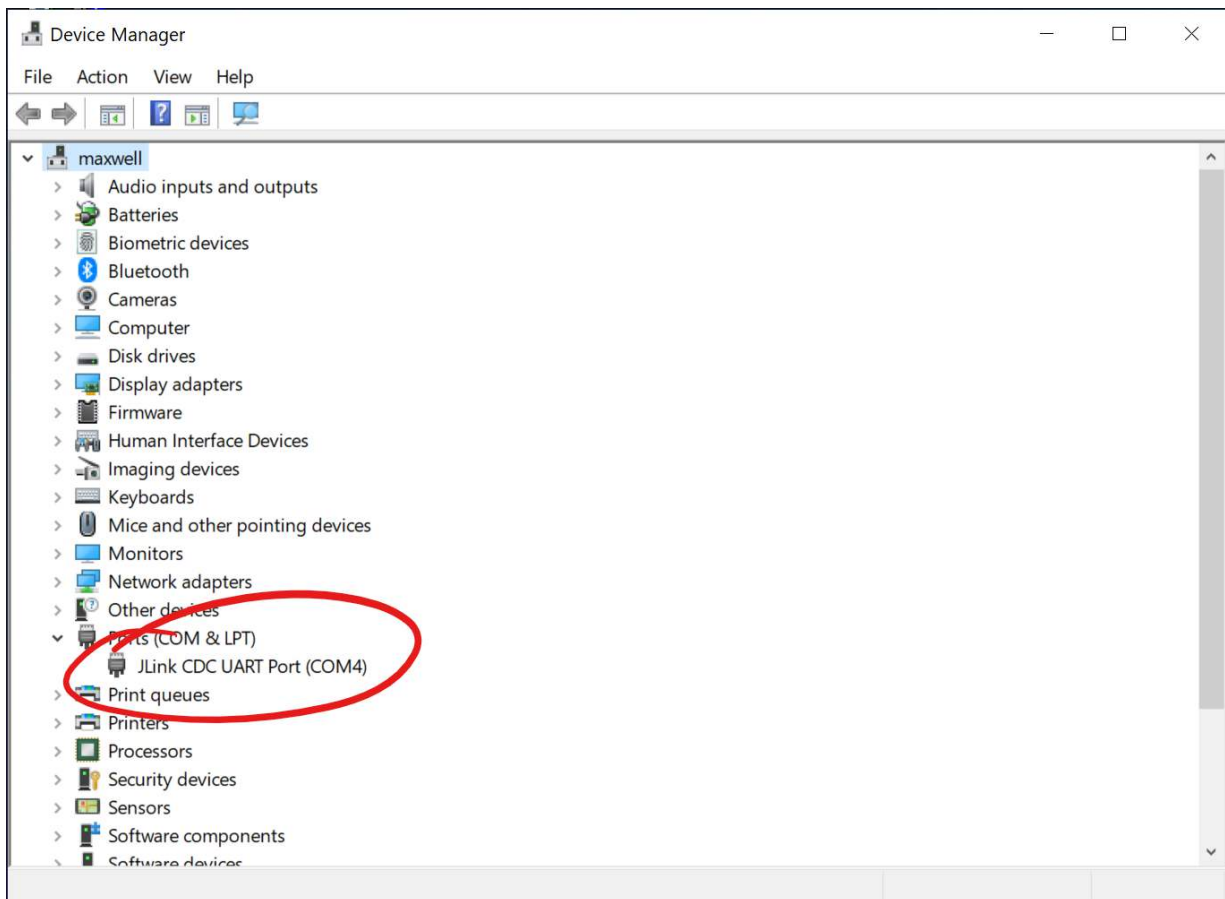 Device Manager
File Action View Help
maxwell
Audio inputs and outputs
Batteries
Biometric devices
Bluetooth
Cameras
Computer
Disk drives
Display adapters
Firmware
Human Interface Devices
Imaging devices
Keyboards
Mice and other pointing devices
Monitors
Network adapters
Other devices
Ports (COM & LPT)
JLink CDC UART Port (COM4)
Print queues
Printers
Processors
Security devices
Sensors
Software components
Software devices